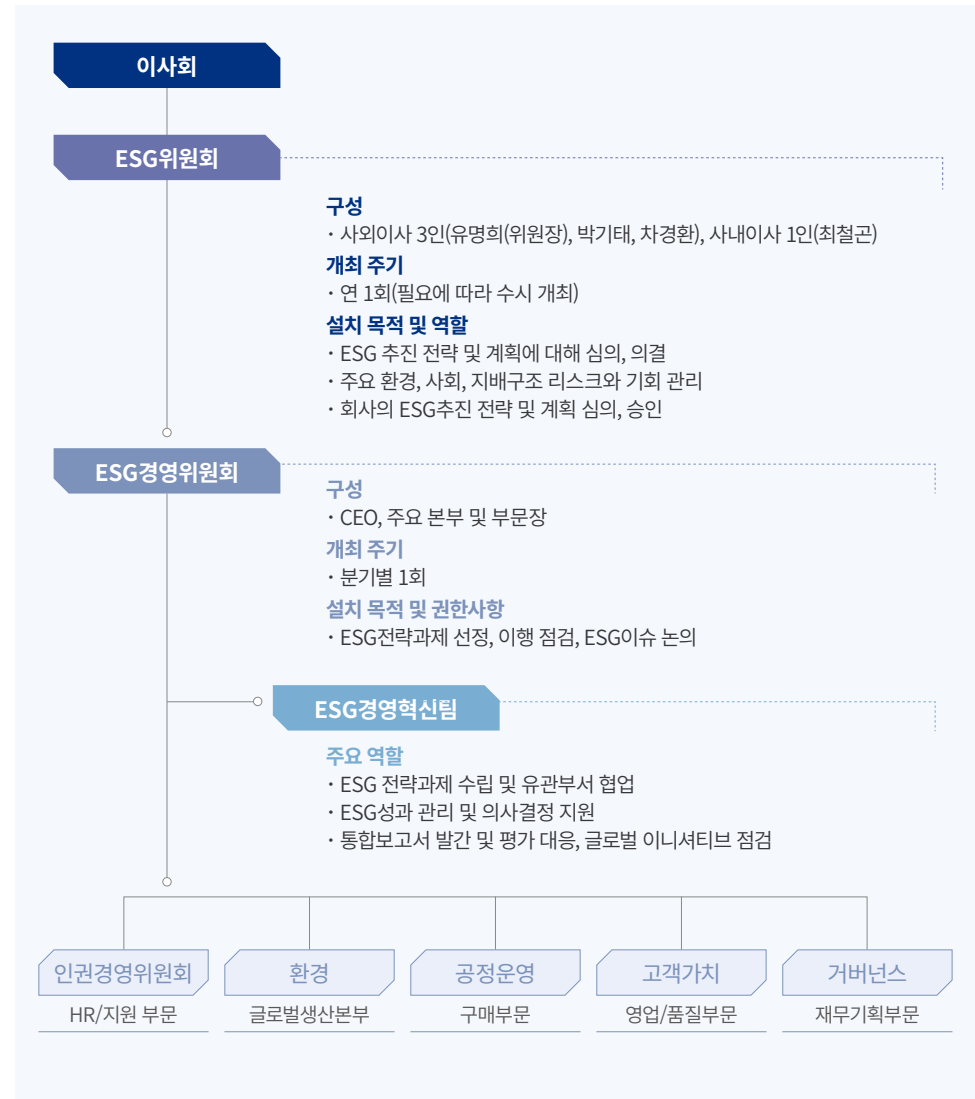 이사회
ESG위원회
구성
· 사외이사 3인(유명희(위원장), 박기태, 차경환), 사내이사 1인(최철곤)
개최 주기
· 연 1회(필요에 따라 수시 개최)
설치 목적 및 역할
· ESG 추진 전략 및 계획에 대해 심의, 의결
· 주요 환경, 사회, 지배구조 리스크와 기회 관리
· 회사의 ESG추진 전략 및 계획 심의, 승인
ESG경영위원회
구성
· CEO, 주요 본부 및 부문장
개최 주기
· 분기별 1회
설치 목적 및 권한사항
· ESG전략과제 선정, 이행 점검, ESG이슈 논의
ESG경영혁신팀
주요 역할
· ESG 전략과제 수립 및 유관부서 협업
· ESG성과 관리 및 의사결정 지원
· 통합보고서 발간 및 평가 대응, 글로벌 이니셔티브 점검
인권경영위원회 환경 공정운영 고객가치 거버넌스
HR/지원 부문 글로벌생산본부 구매부문 영업/품질부문 재무기획부문